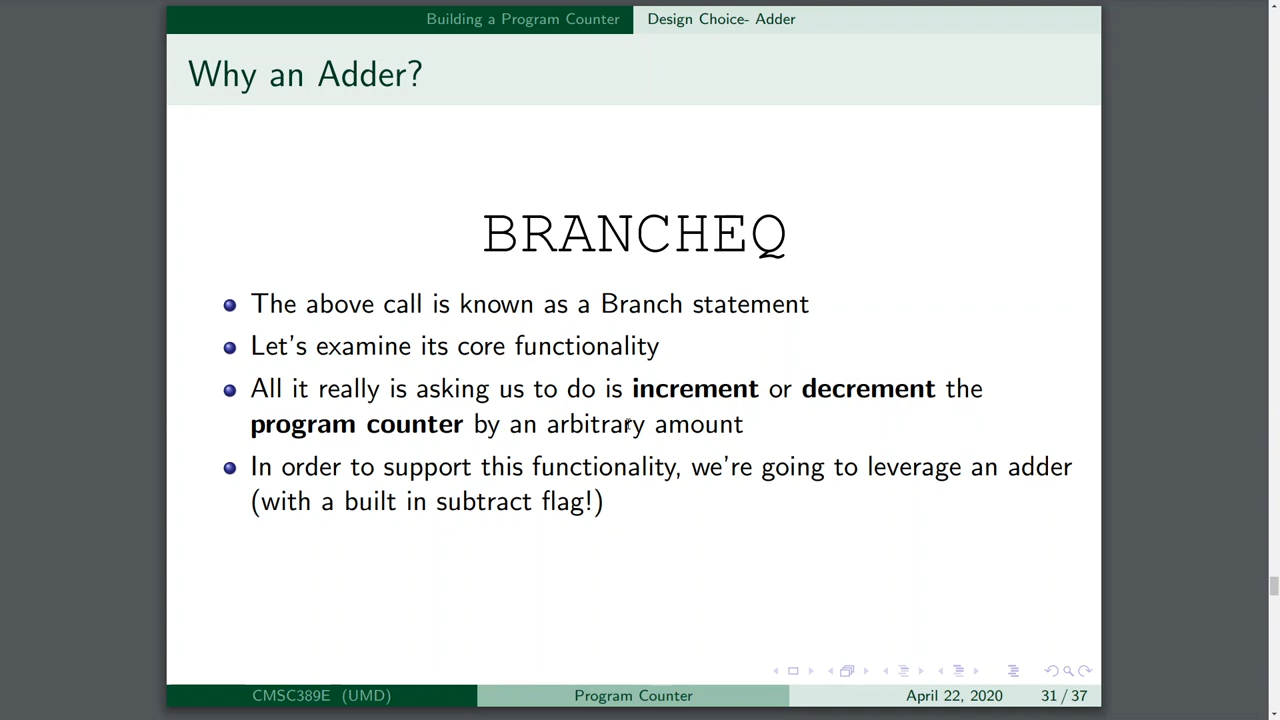 Building a Program Counter
Design Choice- Adder
Why an Adder?
BRANCHEQ
The above call is known as a Branch statement
Let's examine its core functionality
All it really is asking us to do is increment or decrement the
program counter by an arbitrary amount
In order to support this functionality, we're going to leverage an adder
(with a built in subtract flag!)
CMSC389E (UMD)
Program Counter
April 22, 2020
31 / 37